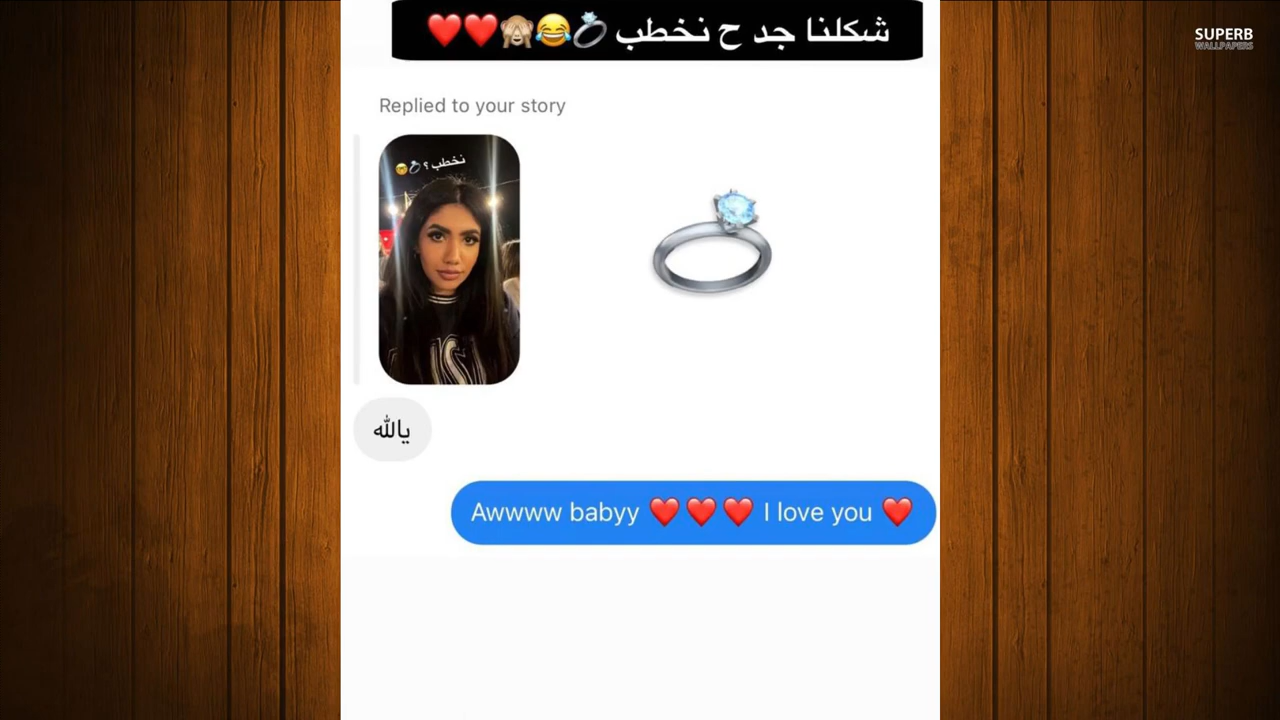 شكلنا جد ح نخطب 💍😂🙈❤️❤️
SUPERB
WALLPAPERS
Replied to your story
نخطب ؟ 💍🤓
يالله
Awwww babyy ❤️❤️❤️ I love you ❤️